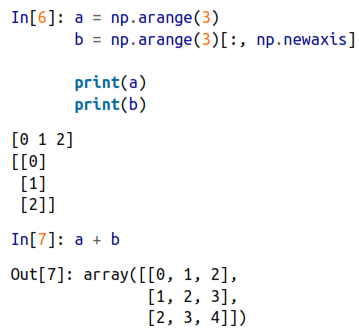 In[6]: a = np.arange(3)
       b = np.arange(3)[:, np.newaxis]
       print(a)
       print(b)
[0 1 2]
[[0]
 [1]
 [2]]
In[7]: a + b
Out[7]: array([[0, 1, 2],
               [1, 2, 3],
               [2, 3, 4]])